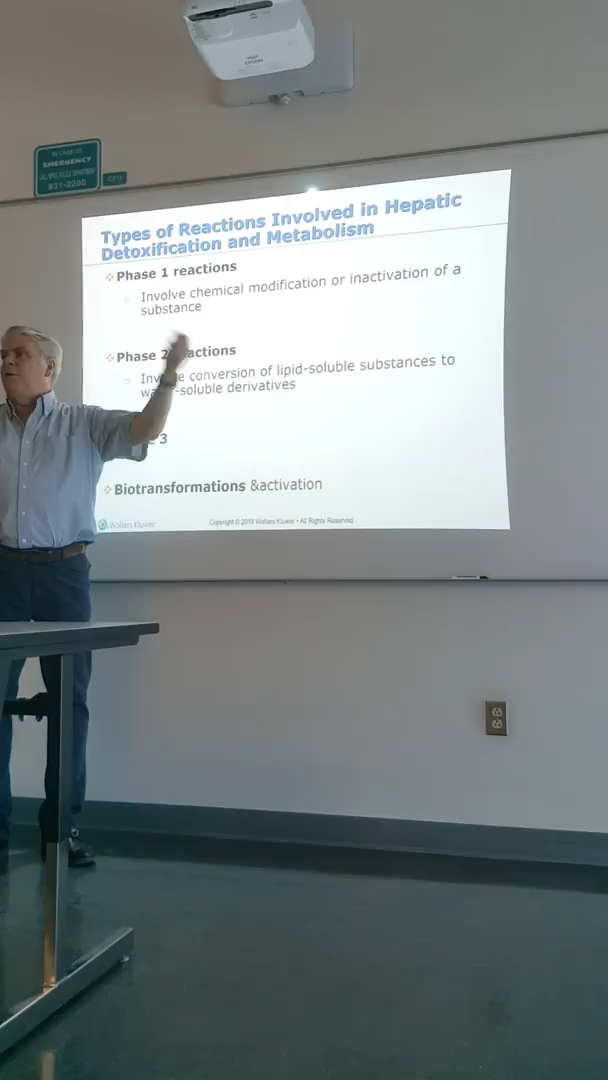 IN CASE OF
EMERGENCY
831-2200
EPSON
Types of Reactions Involved in Hepatic
Detoxification and Metabolism
Phase 1 reactions
Involve chemical modification or inactivation of a
substance
Phase 2 actions
conversion of lipid-soluble substances to
-soluble derivatives
3
Biotransformations &activation
Wolters Kluwer
Copyright © 2019 Wolters Kluwer • All Rights Reserved